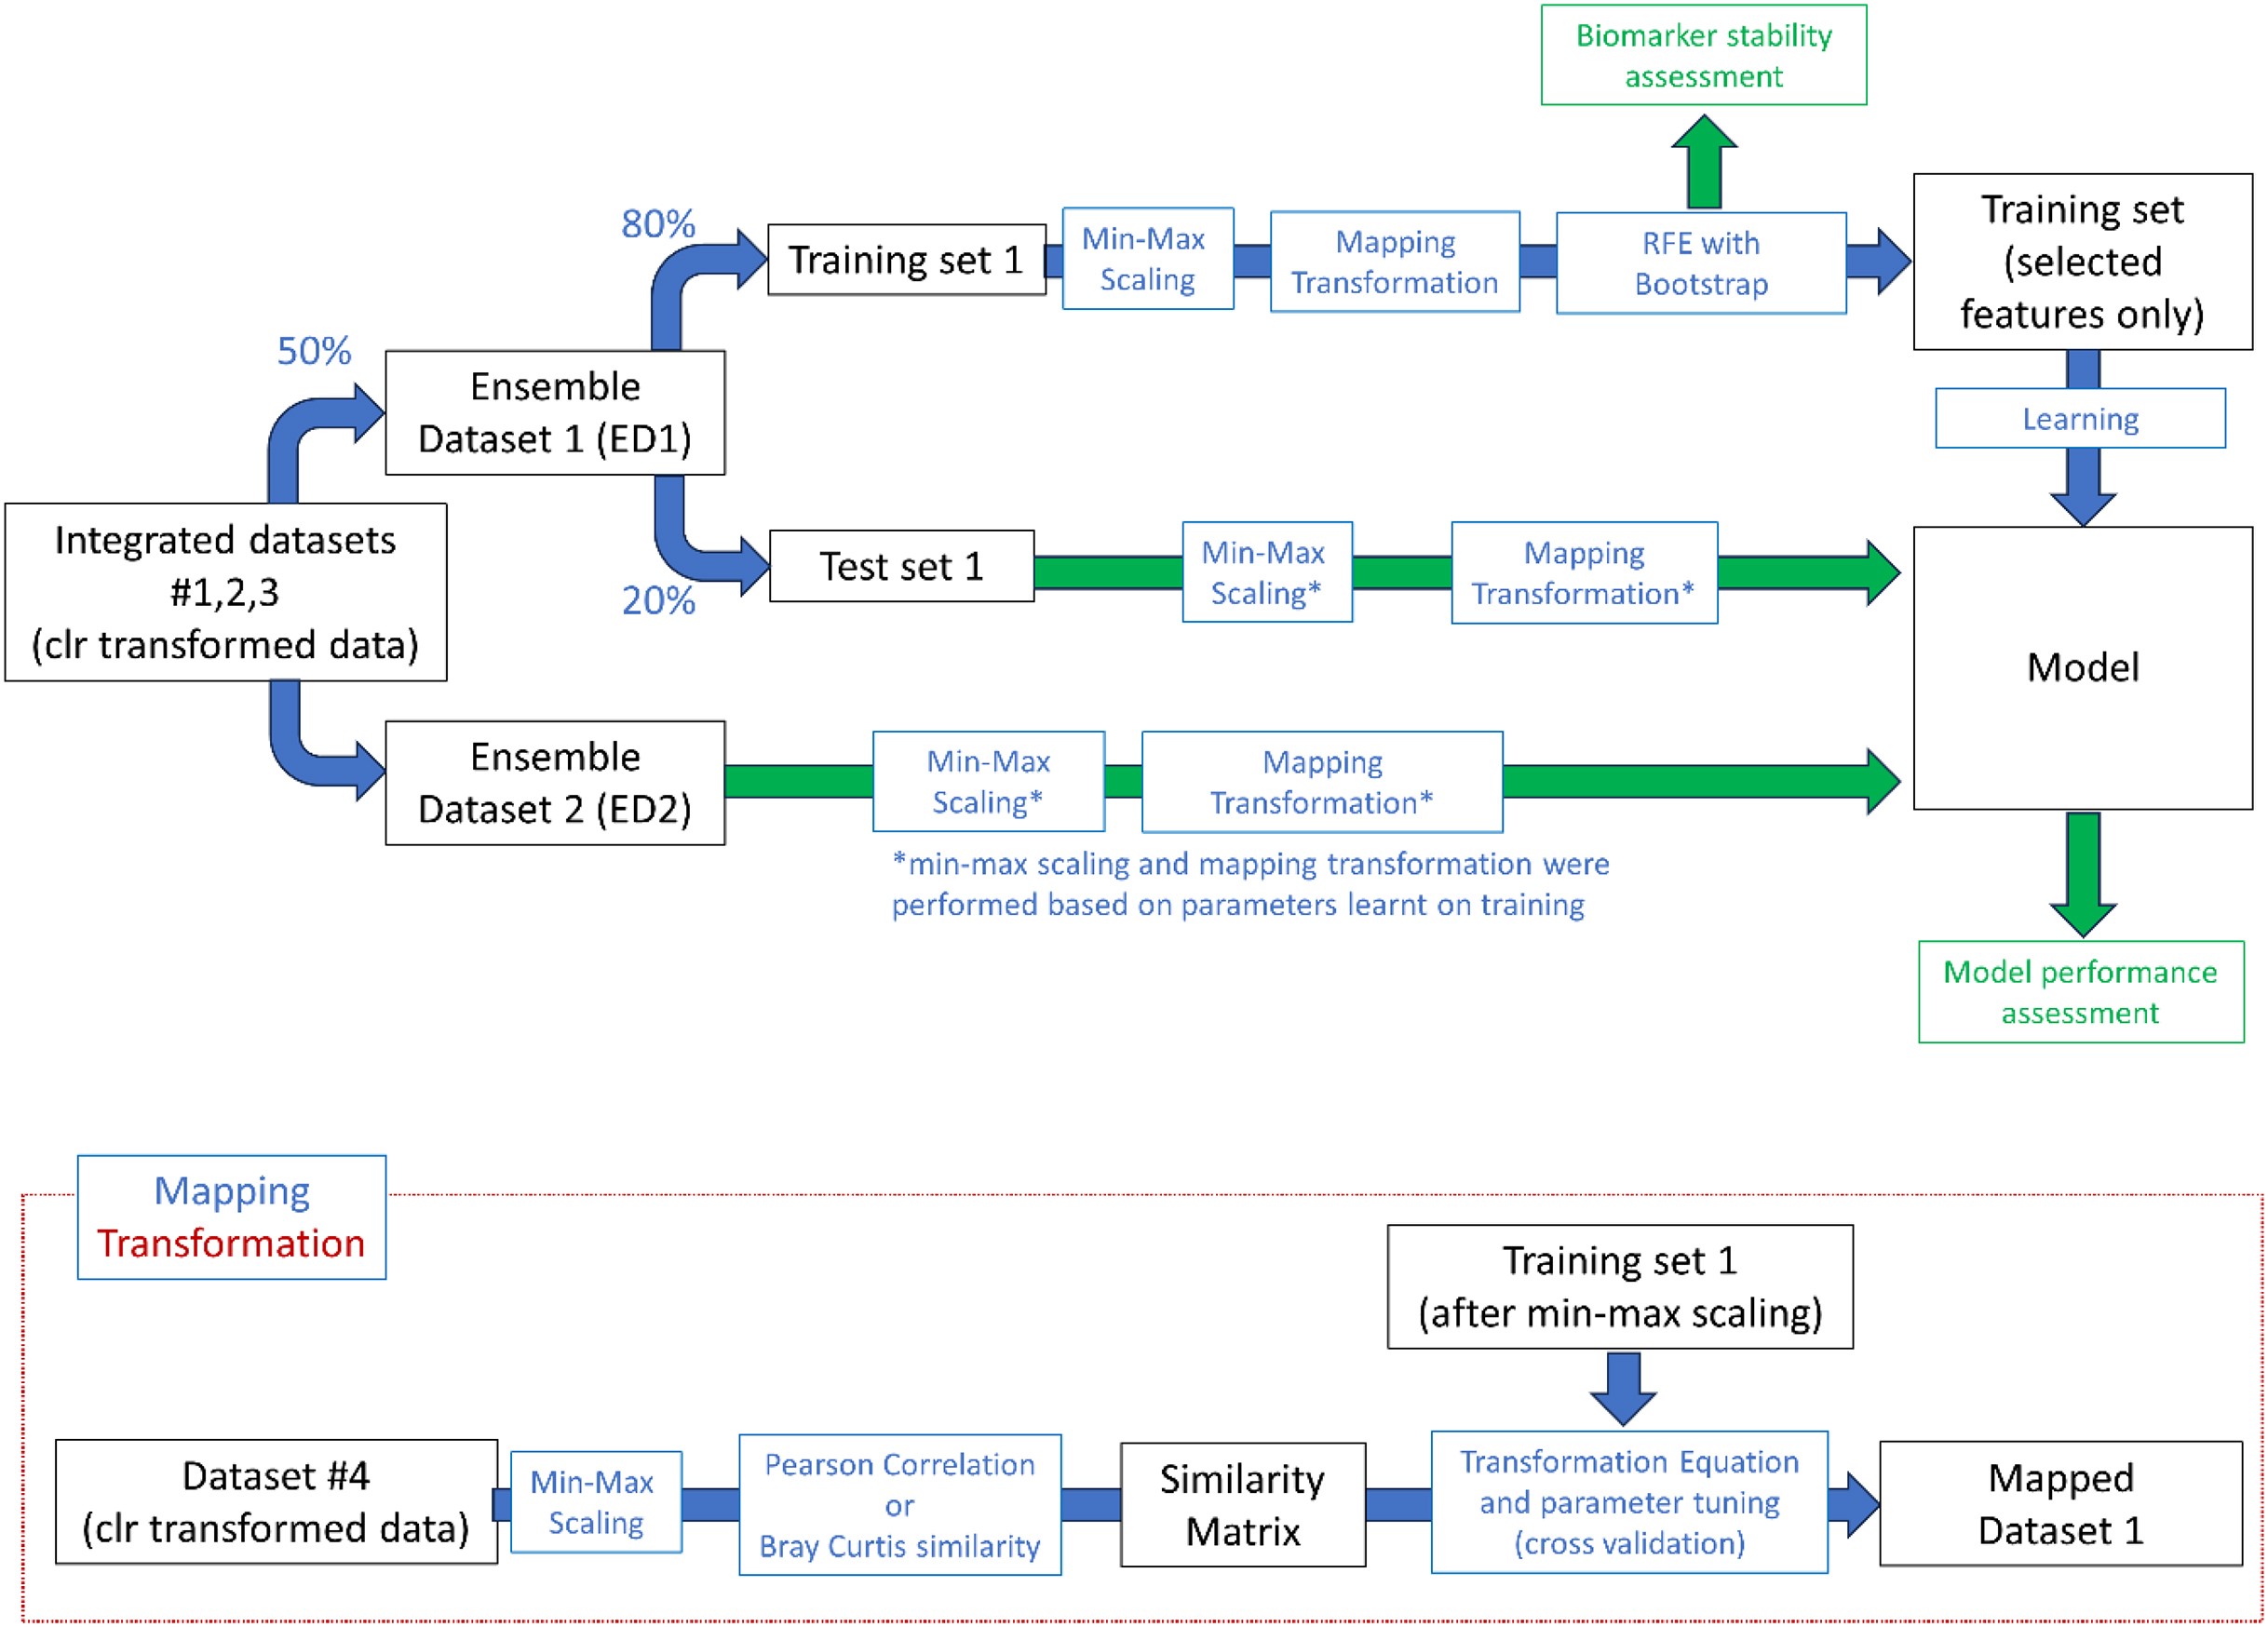 Biomarker stability
assessment
80%
Training set 1
Min-Max
Scaling
Mapping
Transformation
RFE with
Bootstrap
Training set
(selected
features only)
50%
Ensemble
Dataset 1 (ED1)
Learning
Integrated datasets
#1,2,3
(clr transformed data)
20%
Test set 1
Min-Max
Scaling*
Mapping
Transformation*
Model
Ensemble
Dataset 2 (ED2)
Min-Max
Scaling*
Mapping
Transformation*
*min-max scaling and mapping transformation were
performed based on parameters learnt on training
Model performance
assessment
Mapping
Transformation
Training set 1
(after min-max scaling)
Dataset #4
(clr transformed data)
Min-Max
Scaling
Pearson Correlation
or
Bray Curtis similarity
Similarity
Matrix
Transformation Equation
and parameter tuning
(cross validation)
Mapped
Dataset 1